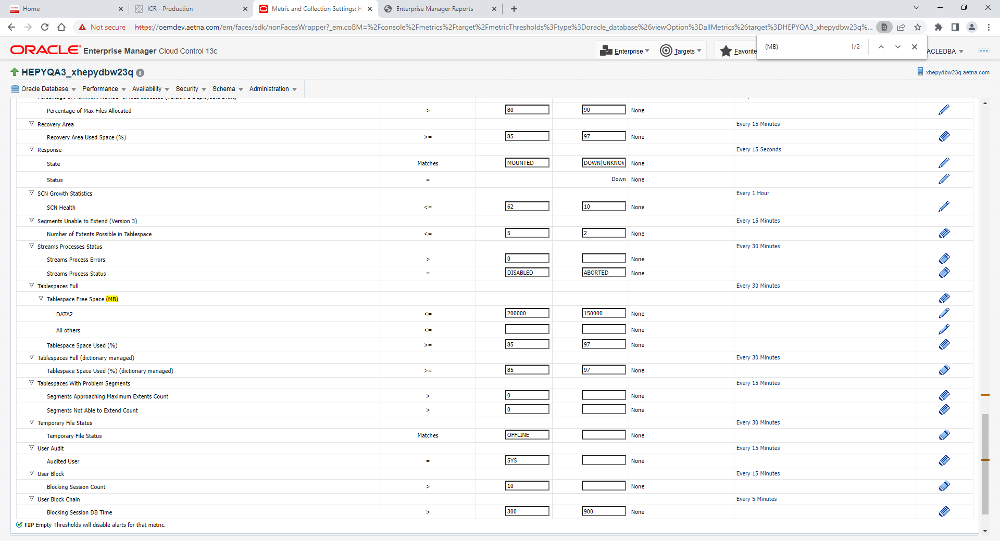 Home
ICR - Production
Metric and Collection Settings: H
Enterprise Manager Reports
Not secure
https://oemdev.aetna.com/em/faces/sdk/nonFacesWrapper?_em.coBM=%2Fconsole%2Fmetrics%2Ftarget%2FmetricThresholds%3Ftype%3Doracle_database%26viewOption%3DallMetrics%26target%3DHEPYQA3_xhepydbw23q%...
(MB) 1/2
ORACLE Enterprise Manager Cloud Control 13c
Enterprise Targets Favorite ACLEDBA
HEPYQA3_xhepydbw23q
xhepydbw23q.aetna.com
Oracle Database Performance Availability Security Schema Administration
Percentage of Max Files Allocated > 80 90 None
Recovery Area Every 15 Minutes
Recovery Area Used Space (%) >= 85 97 None
Response Every 15 Seconds
State Matches MOUNTED DOWN|UNKNOW None
Status = Down None
SCN Growth Statistics Every 1 Hour
SCN Health <= 62 10 None
Segments Unable to Extend (Version 3) Every 15 Minutes
Number of Extents Possible in Tablespace <= 5 2 None
Streams Processes Status Every 30 Minutes
Streams Process Errors > 0 None
Streams Process Status = DISABLED ABORTED None
Tablespaces Full Every 30 Minutes
Tablespace Free Space (MB)
DATA2 <= 200000 150000 None
All others <= None
Tablespace Space Used (%) >= 85 97 None
Tablespaces Full (dictionary managed) Every 30 Minutes
Tablespace Space Used (%) (dictionary managed) >= 85 97 None
Tablespaces With Problem Segments Every 15 Minutes
Segments Approaching Maximum Extents Count > 0 None
Segments Not Able to Extend Count > 0 None
Temporary File Status Every 30 Minutes
Temporary File Status Matches OFFLINE None
User Audit Every 15 Minutes
Audited User = SYS None
User Block Every 15 Minutes
Blocking Session Count > 10 None
User Block Chain Every 5 Minutes
Blocking Session DB Time > 300 900 None
TIP Empty Thresholds will disable alerts for that metric.